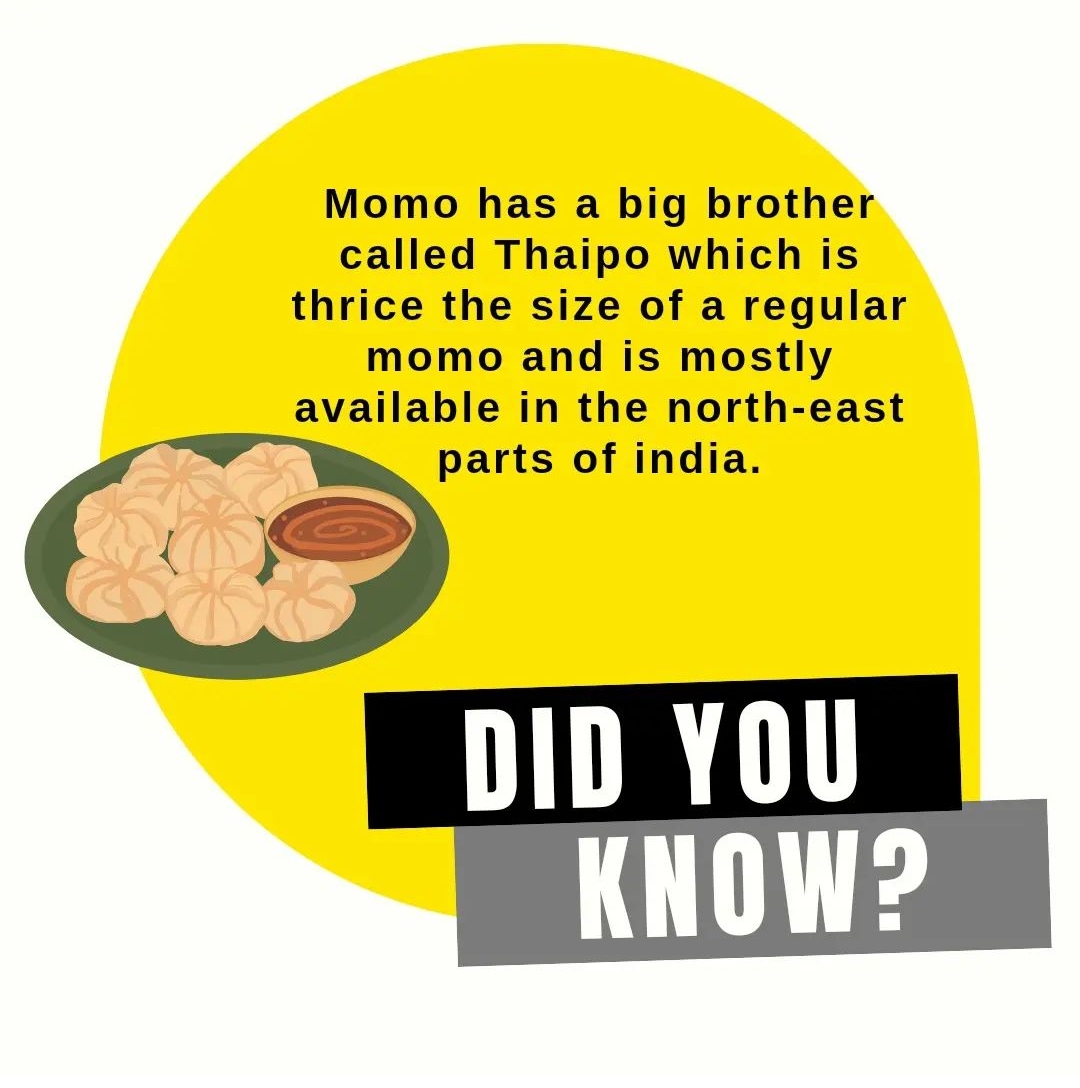 Momo has a big brother
called Thaipo which is
thrice the size of a regular
momo and is mostly
available in the north-east
parts of india.
DID YOU
KNOW?